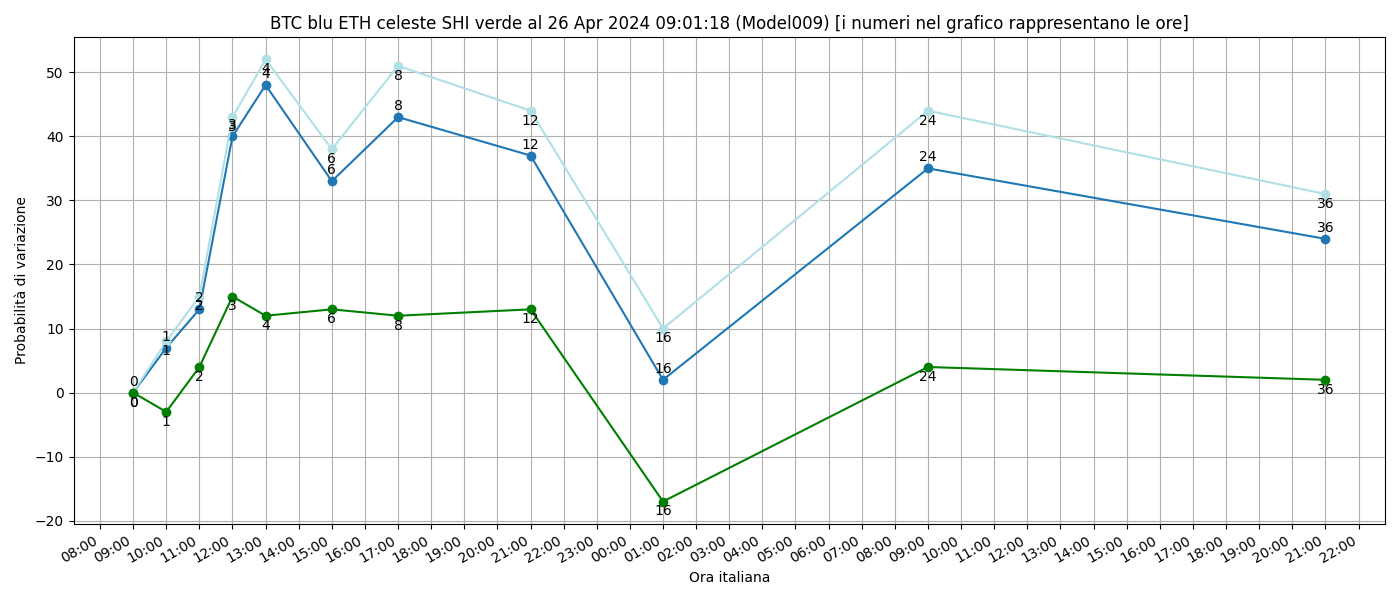 BTC blu ETH celeste SHI verde al 26 Apr 2024 09:01:18 (Model009) [i numeri nel grafico rappresentano le ore]
Probabilità di variazione
50
40
30
20
10
0
−10
−20
0 1 2 3 4 6 8 12 16 24 36
0 1 2 3 4 6 8 12 16 24 36
0 1 2 3 4 6 8 12 16 24 36
08:00 09:00 10:00 11:00 12:00 13:00 14:00 15:00 16:00 17:00 18:00 19:00 20:00 21:00 22:00 23:00 00:00 01:00 02:00 03:00 04:00 05:00 06:00 07:00 08:00 09:00 10:00 11:00 12:00 13:00 14:00 15:00 16:00 17:00 18:00 19:00 20:00 21:00 22:00
Ora italiana